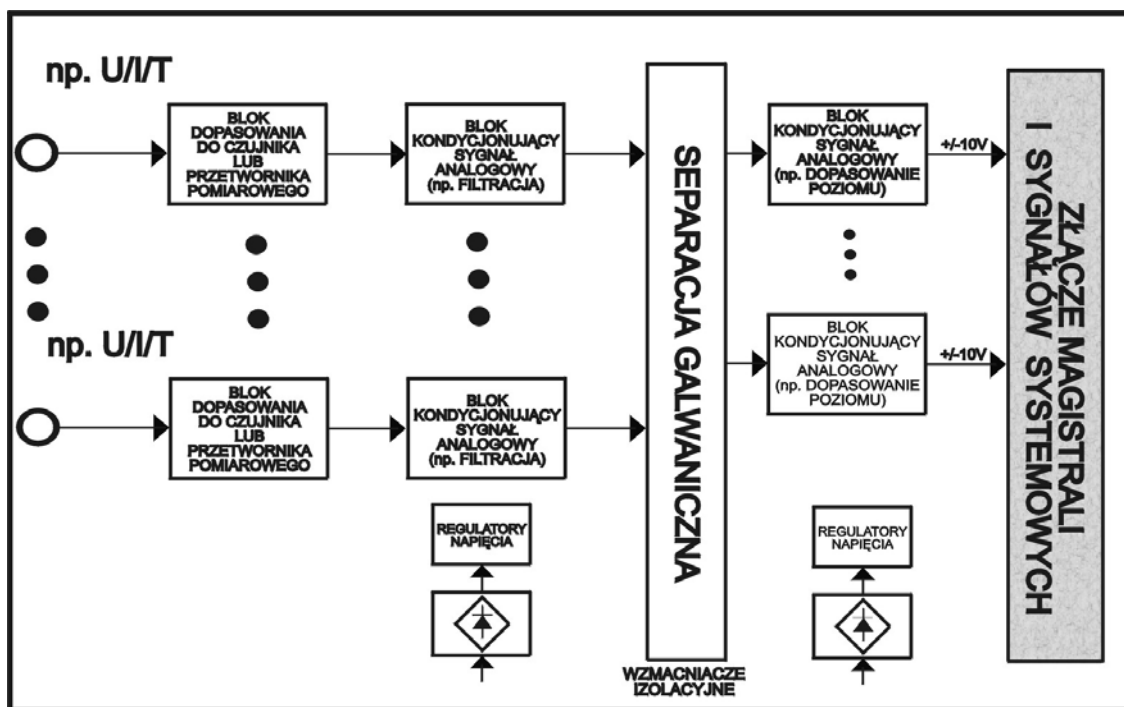 np. U/I/T
BLOK
DOPASOWANIA
DO CZUJNIKA
LUB
PRZETWORNIKA
POMIAROWEGO
BLOK
KONDYCJONUJĄCY
SYGNAŁ
ANALOGOWY
(np. FILTRACJA)
SEPARACJA GALWANICZNA
BLOK
KONDYCJONUJĄCY
SYGNAŁ
ANALOGOWY
(np. DOPASOWANIE
POZIOMU)
+/-10V
ZŁĄCZE MAGISTRALI
I SYGNAŁÓW SYSTEMOWYCH
np. U/I/T
BLOK
DOPASOWANIA
DO CZUJNIKA
LUB
PRZETWORNIKA
POMIAROWEGO
BLOK
KONDYCJONUJĄCY
SYGNAŁ
ANALOGOWY
(np. FILTRACJA)
BLOK
KONDYCJONUJĄCY
SYGNAŁ
ANALOGOWY
(np. DOPASOWANIE
POZIOMU)
+/-10V
REGULATORY
NAPIĘCIA
REGULATORY
NAPIĘCIA
WZMACNIACZE
IZOLACYJNE